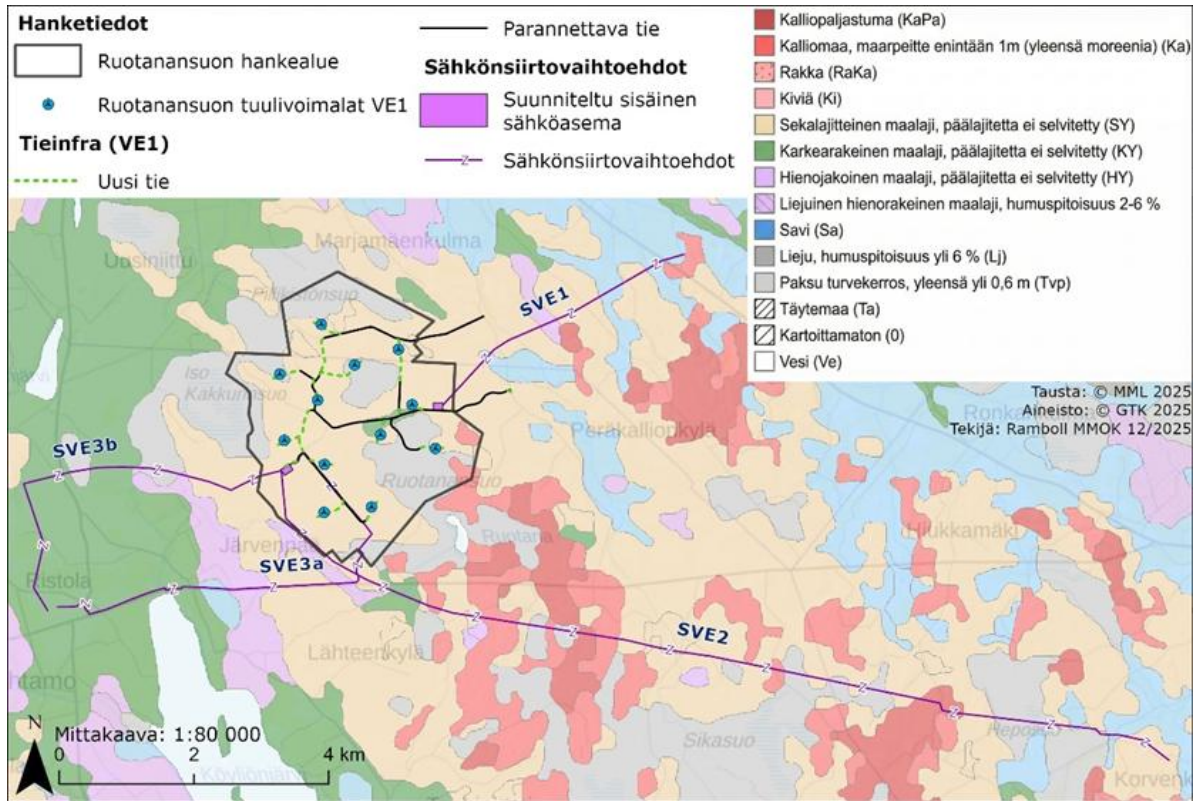 Hanketiedot
Ruotanansuon hankealue
Ruotanansuon tuulivoimalat VE1
Tieinfra (VE1)
Uusi tie
Parannettava tie
Sähkönsiirtovaihtoehdot
Suunniteltu sisäinen
sähköasema
Sähkönsiirtovaihtoehdot
Kalliopaljastuma (KaPa)
Kalliomaa, maarpeitte enintään 1m (yleensä moreenia) (Ka)
Rakka (RaKa)
Kiviä (Ki)
Sekalajitteinen maalaji, päälajitetta ei selvitetty (SY)
Karkearakeinen maalaji, päälajitetta ei selvitetty (KY)
Hienojakoinen maalaji, päälajitetta ei selvitetty (HY)
Liejuinen hienorakeinen maalaji, humuspitoisuus 2-6 %
Savi (Sa)
Lieju, humuspitoisuus yli 6 % (Lj)
Paksu turvekerros, yleensä yli 0,6 m (Tvp)
Täytemaa (Ta)
Kartoittamaton (0)
Vesi (Ve)
Tausta: © MML 2025
Aineisto: © GTK 2025
Tekijä: Ramboll MMOK 12/2025
Marjamäenkulma
Uusiniittu
SVE1
Iso
Kakkurisuo
Peräkallionkylä
SVE3b
Ruotanansuo
Ruotana
Hiukkamäki
Järvenpää
SVE3a
Ristola
SVE2
Lähteenkylä
htamo
Sikasuo
Reposuo
Korvenk
Köyliönjärvi
N
Mittakaava: 1:80 000
0 2 4 km